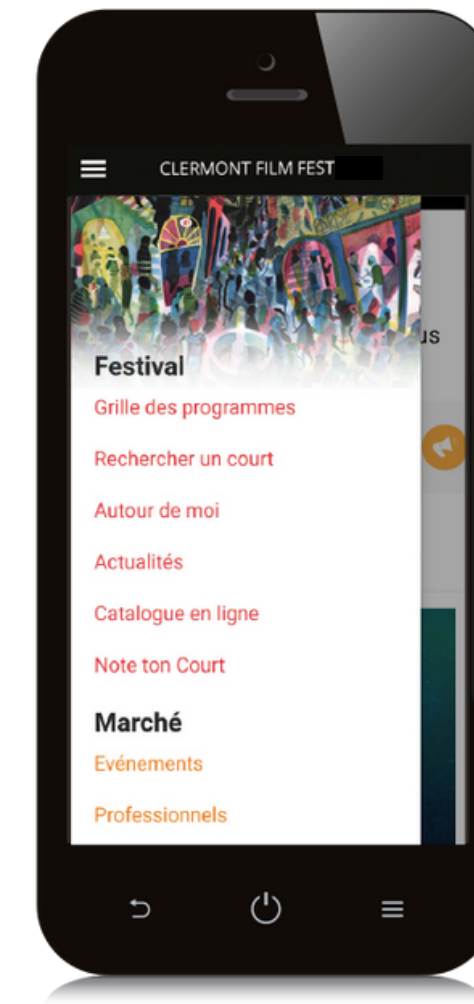 CLERMONT FILM FEST
Festival
us
Grille des programmes
Rechercher un court
Autour de moi
Actualités
Catalogue en ligne
Note ton Court
Marché
Evénements
Professionnels